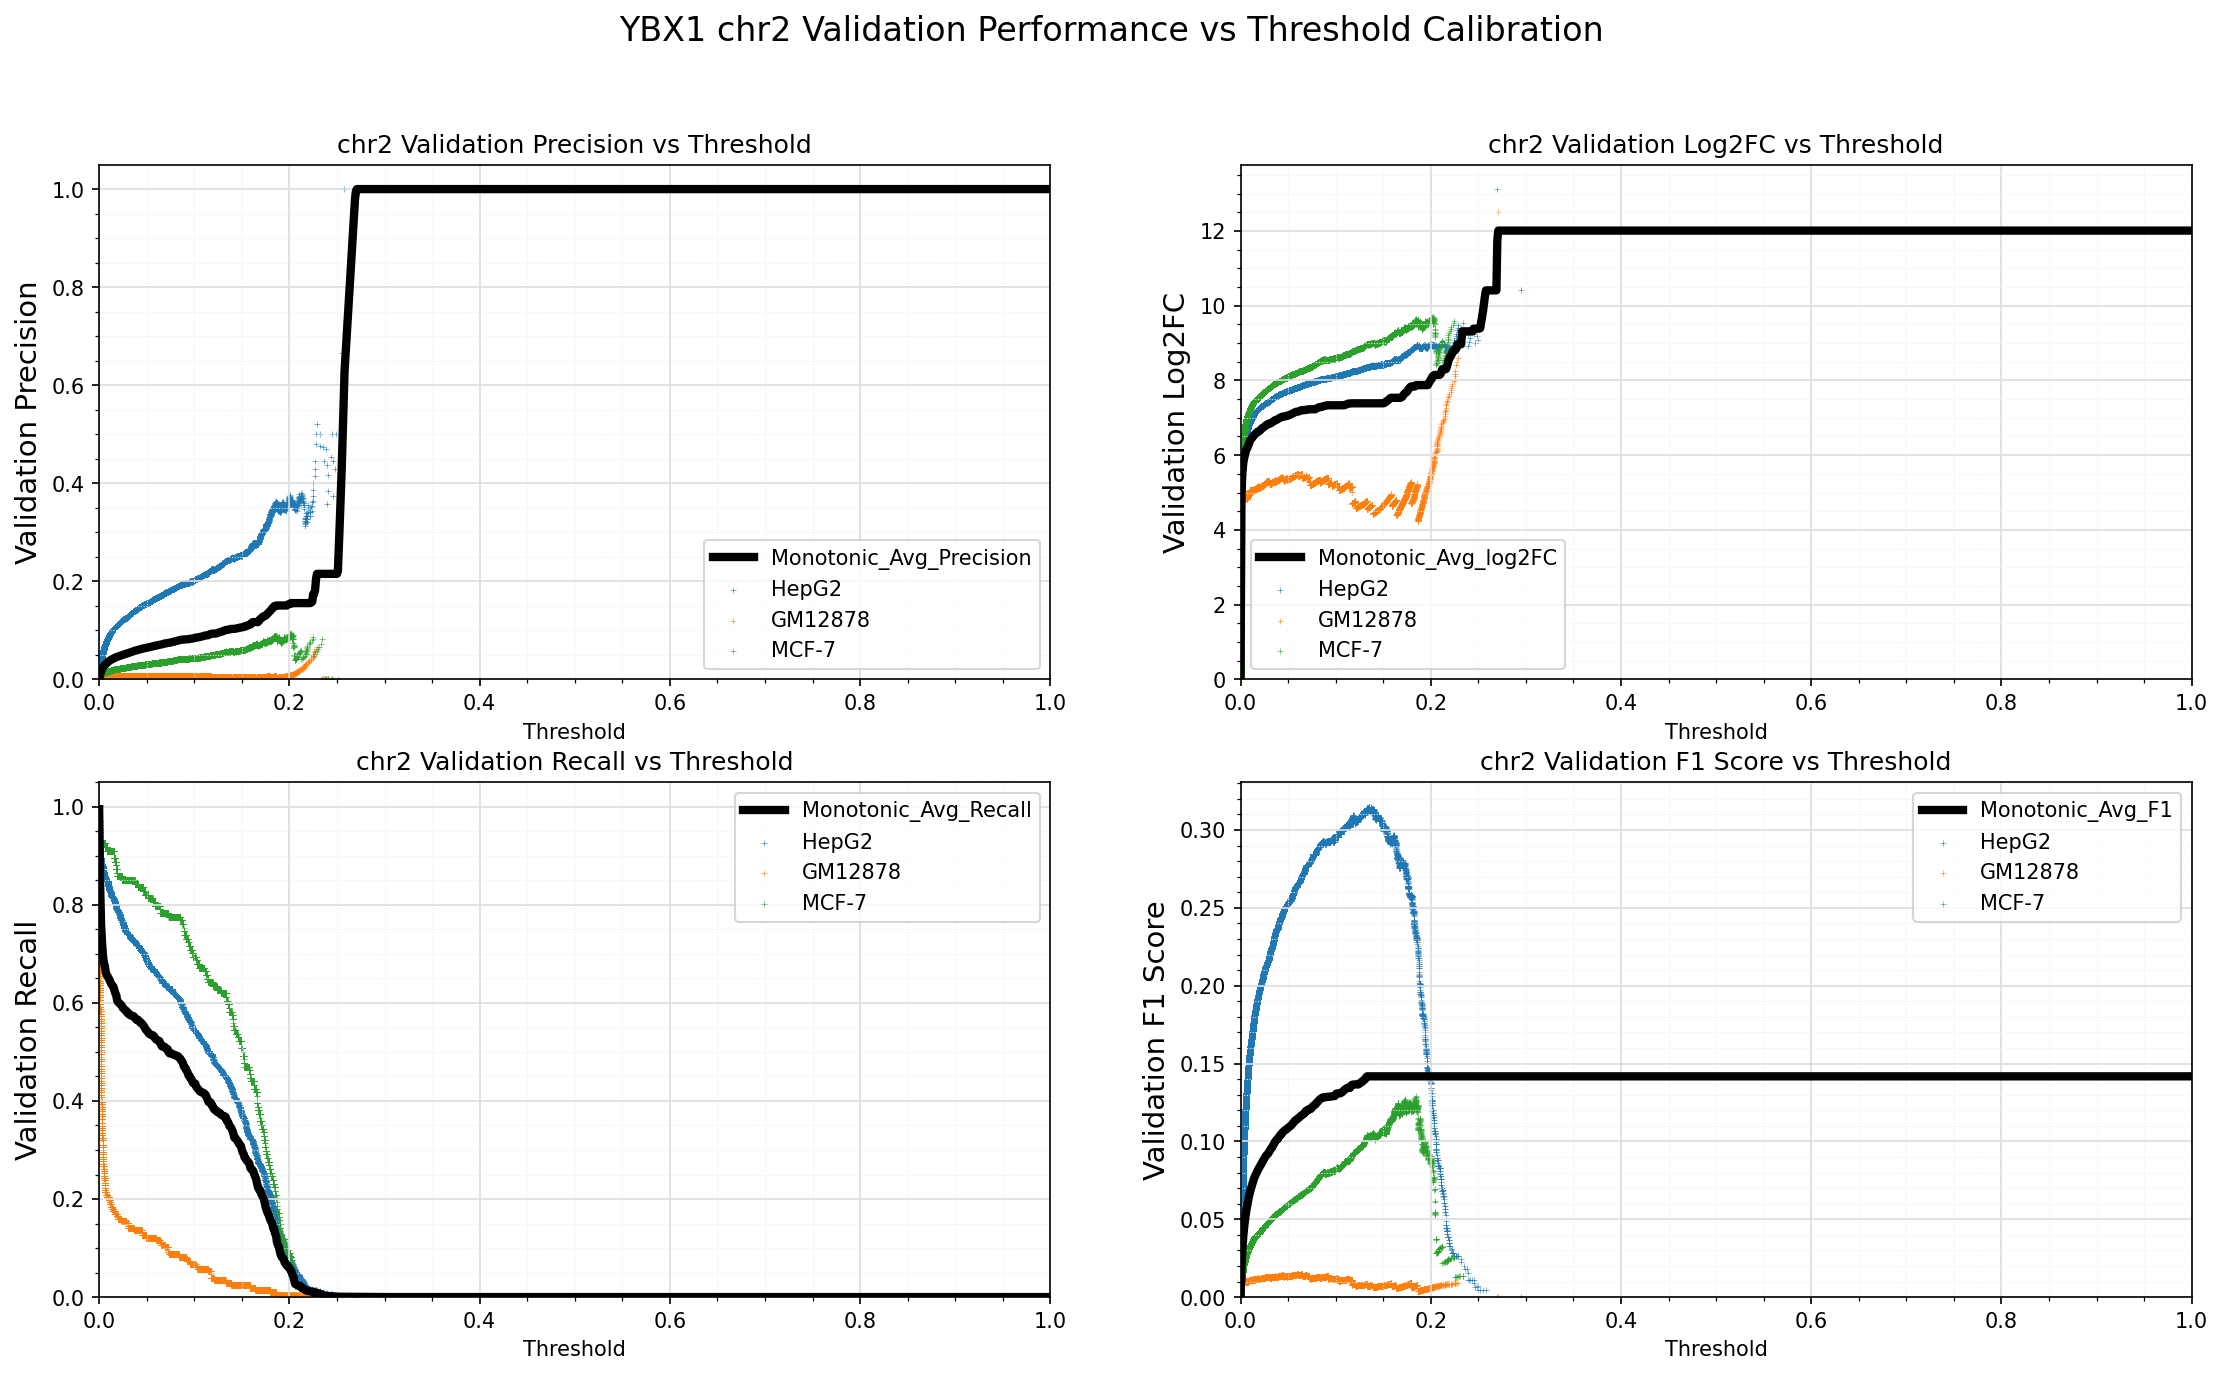 YBX1 chr2 Validation Performance vs Threshold Calibration
chr2 Validation Precision vs Threshold
Validation Precision
1.0
0.8
0.6
0.4
0.2
0.0
0.0 0.2 0.4 0.6 0.8 1.0
Threshold
Monotonic_Avg_Precision
HepG2
GM12878
MCF-7
chr2 Validation Log2FC vs Threshold
Validation Log2FC
12
10
8
6
4
2
0
0.0 0.2 0.4 0.6 0.8 1.0
Threshold
Monotonic_Avg_log2FC
HepG2
GM12878
MCF-7
chr2 Validation Recall vs Threshold
Validation Recall
1.0
0.8
0.6
0.4
0.2
0.0
0.0 0.2 0.4 0.6 0.8 1.0
Threshold
Monotonic_Avg_Recall
HepG2
GM12878
MCF-7
chr2 Validation F1 Score vs Threshold
Validation F1 Score
0.30
0.25
0.20
0.15
0.10
0.05
0.00
0.0 0.2 0.4 0.6 0.8 1.0
Threshold
Monotonic_Avg_F1
HepG2
GM12878
MCF-7